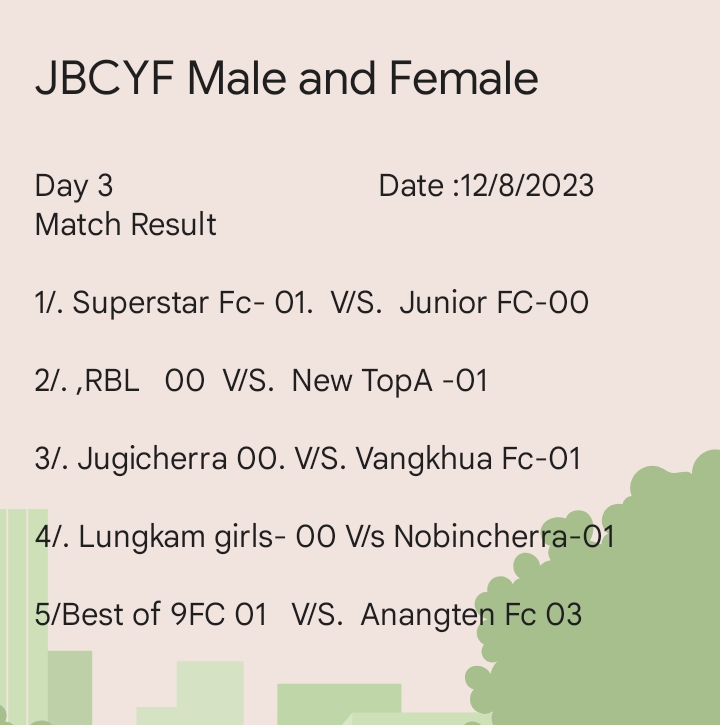 JBCYF Male and Female
Day 3 Date :12/8/2023
Match Result
1/. Superstar Fc- 01. V/S. Junior FC-00
2/. ,RBL 00 V/S. New TopA -01
3/. Jugicherra 00. V/S. Vangkhua Fc-01
4/. Lungkam girls- 00 V/s Nobincherra-01
5/Best of 9FC 01 V/S. Anangten Fc 03